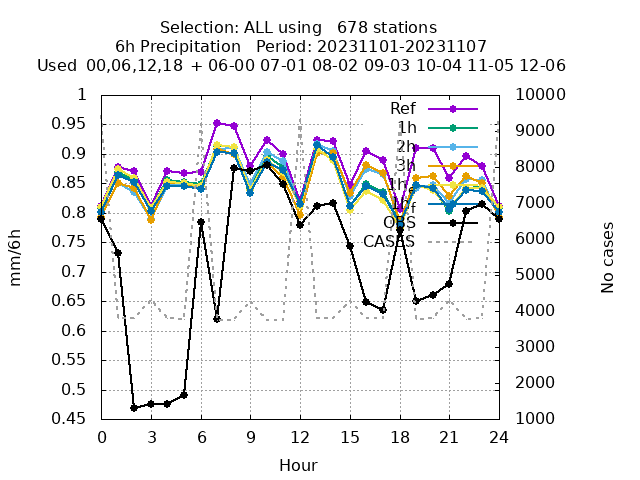 Selection: ALL using   678 stations
6h Precipitation   Period: 20231101-20231107
Used  00,06,12,18  + 06-00 07-01 08-02 09-03 10-04 11-05 12-06
1
0.95
0.9
0.85
0.8
0.75
0.7
0.65
0.6
0.55
0.5
0.45
mm/6h
10000
9000
8000
7000
6000
5000
4000
3000
2000
1000
No cases
Ref
1h
2h
3h
OBS
CASES
0 3 6 9 12 15 18 21 24
Hour